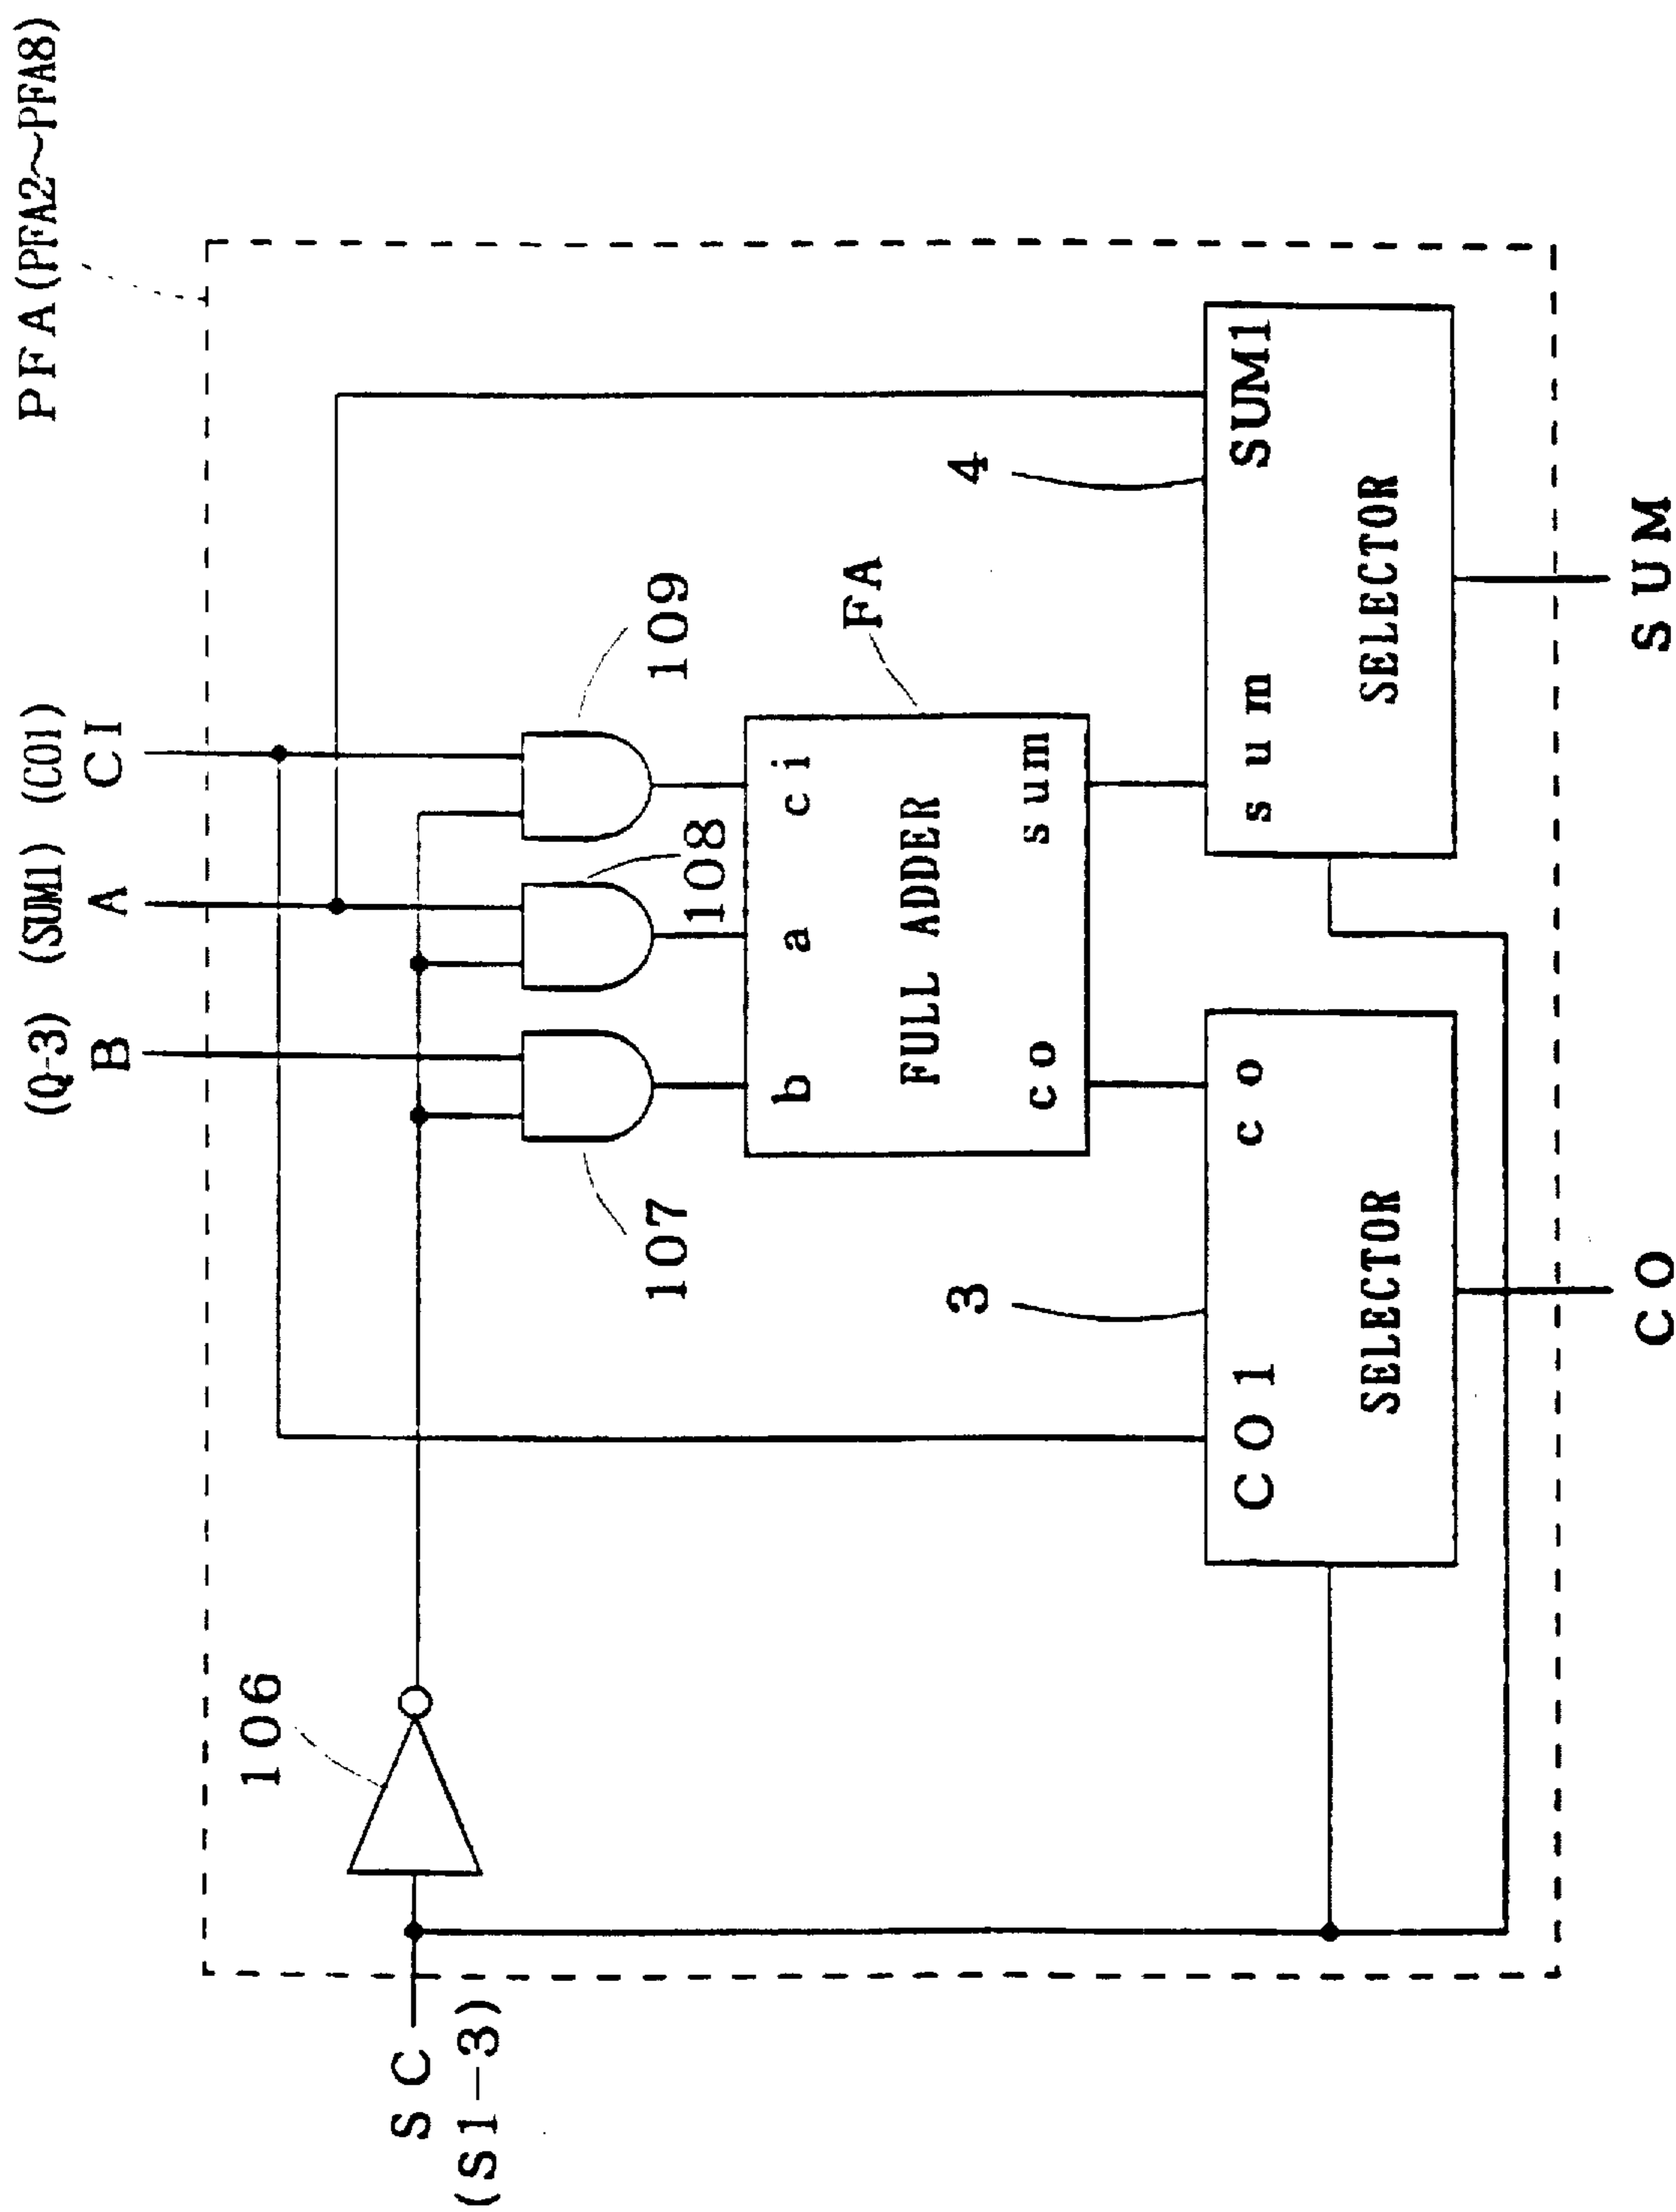 PFA(PFA2~PFA8)
(Q-3) (SUM1) (CO1)
B A CI
SC
(S1-3)
106
107
108
109
b a ci
FULL ADDER
co sum
FA
3
4
CO1 co
SELECTOR
sum SUM1
SELECTOR
CO
SUM